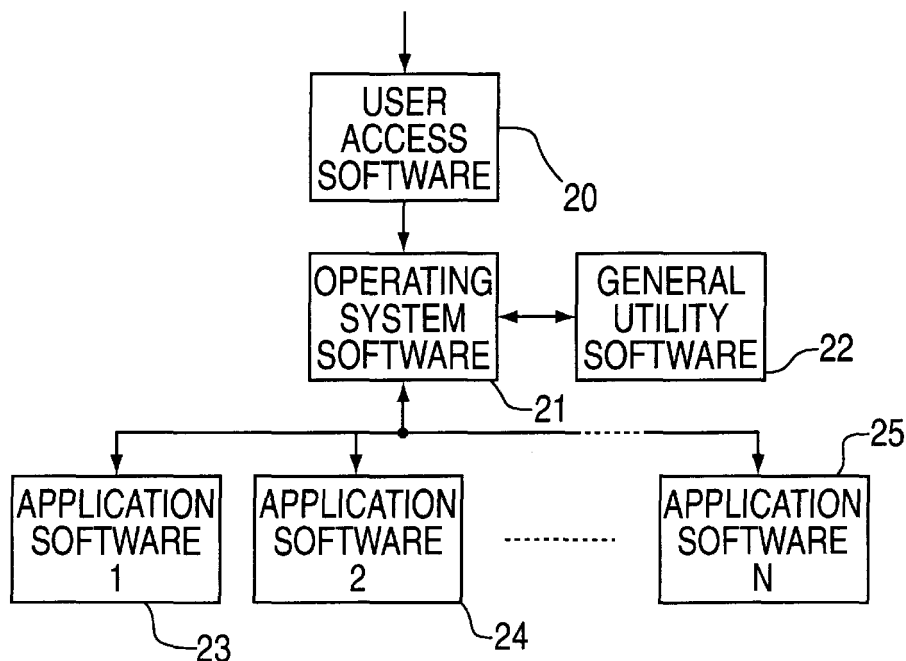 USER
ACCESS
SOFTWARE
20
OPERATING
SYSTEM
SOFTWARE
21
GENERAL
UTILITY
SOFTWARE
22
APPLICATION
SOFTWARE
1
23
APPLICATION
SOFTWARE
2
24
APPLICATION
SOFTWARE
N
25